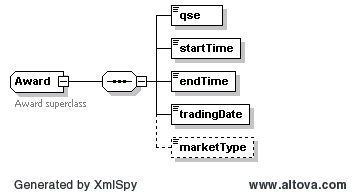 qse
startTime
Award
endTime
Award superclass
tradingDate
marketType
Generated by XmlSpy
www.altova.com